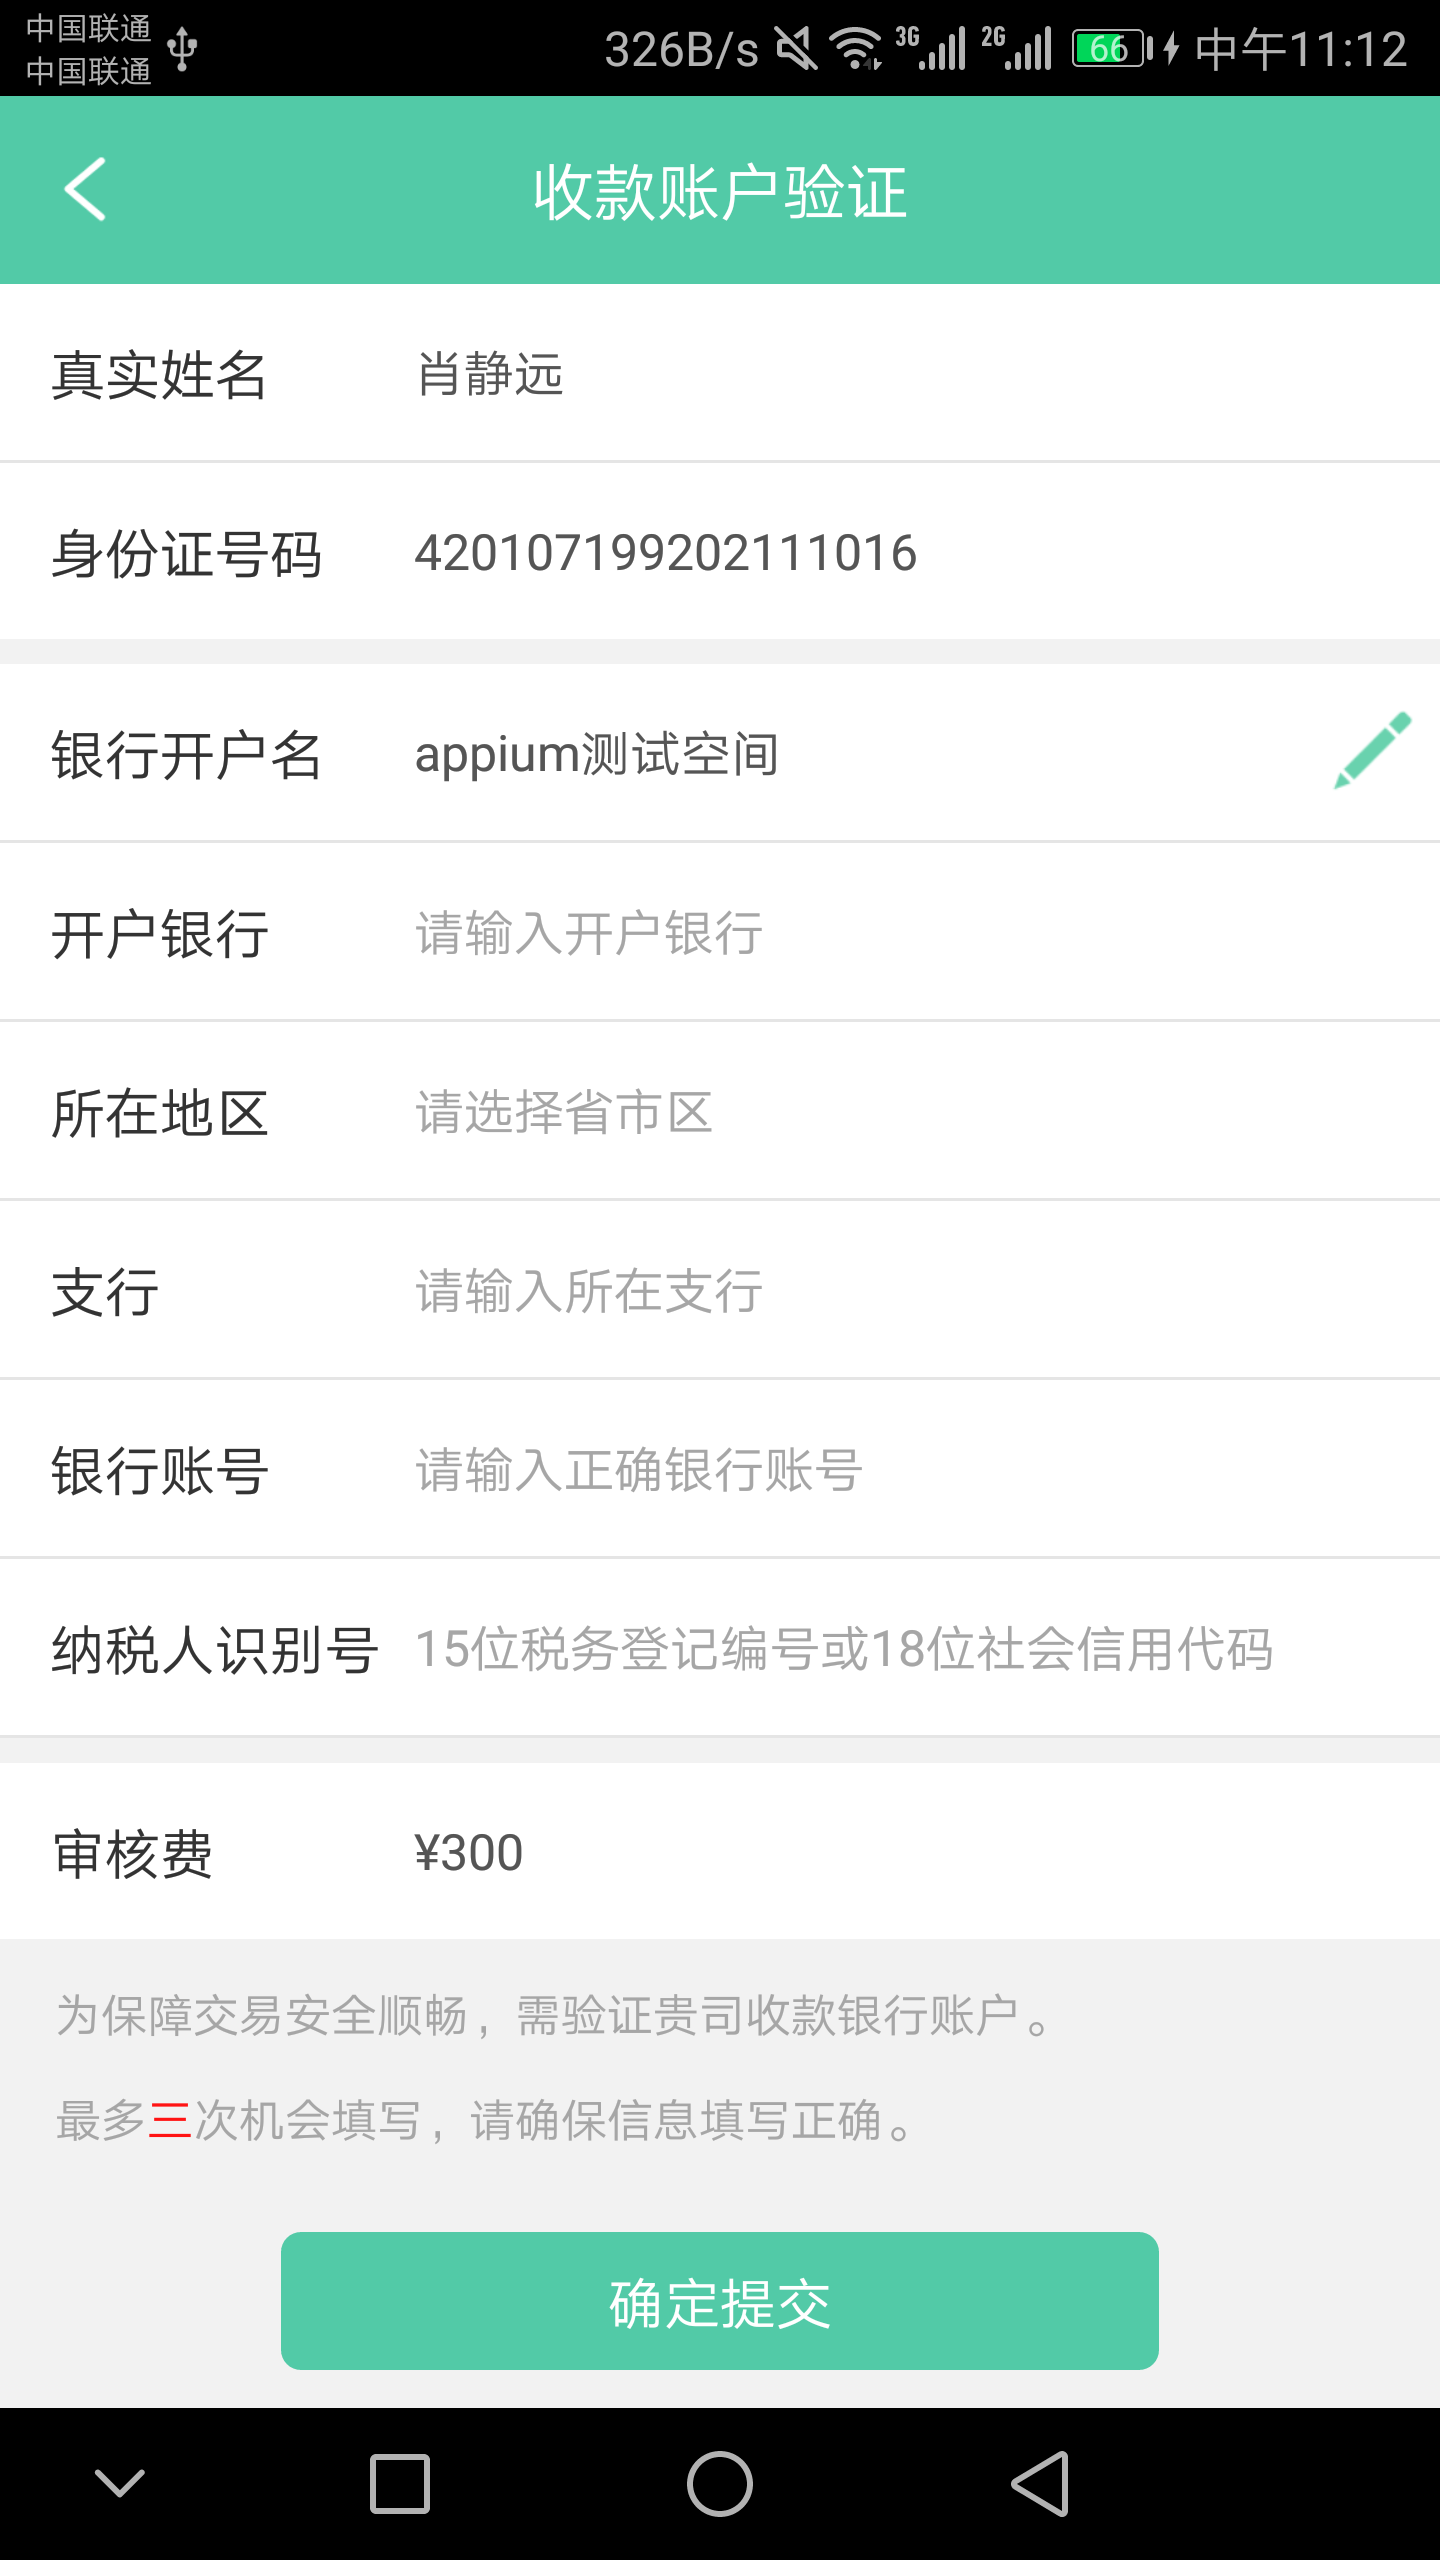 中国联通
中国联通
326B/s 3G 2G 66 中午11:12
收款账户验证
真实姓名 肖静远
身份证号码 420107199202111016
银行开户名 appium测试空间
开户银行 请输入开户银行
所在地区 请选择省市区
支行 请输入所在支行
银行账号 请输入正确银行账号
纳税人识别号 15位税务登记编号或18位社会信用代码
审核费 ¥300
为保障交易安全顺畅，需验证贵司收款银行账户。
最多三次机会填写，请确保信息填写正确。
确定提交